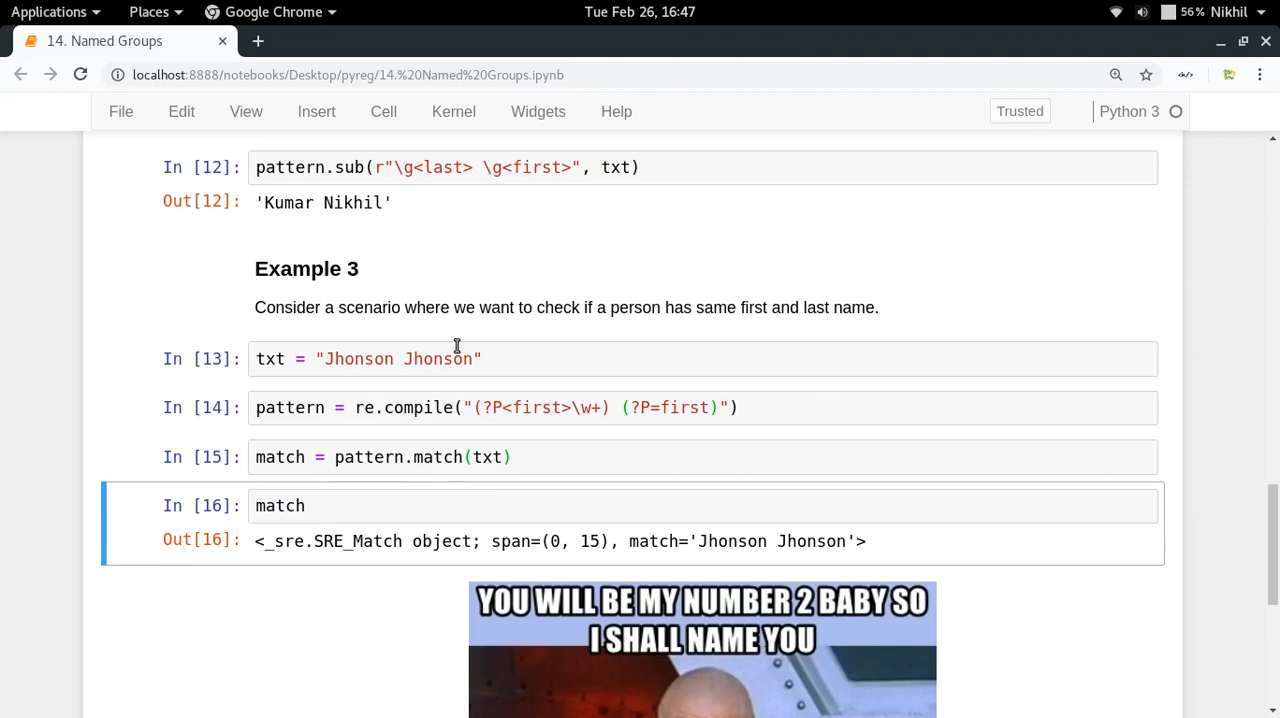 Applications Places Google Chrome Tue Feb 26, 16:47 56% Nikhil
14. Named Groups
localhost:8888/notebooks/Desktop/pyreg/14.%20Named%20Groups.ipynb
File Edit View Insert Cell Kernel Widgets Help Trusted Python 3
In [12]: pattern.sub(r"\g<last> \g<first>", txt)
Out[12]: 'Kumar Nikhil'
Example 3
Consider a scenario where we want to check if a person has same first and last name.
In [13]: txt = "Jhonson Jhonson"
In [14]: pattern = re.compile("(?P<first>\w+) (?P=first)")
In [15]: match = pattern.match(txt)
In [16]: match
Out[16]: <_sre.SRE_Match object; span=(0, 15), match='Jhonson Jhonson'>
YOU WILL BE MY NUMBER 2 BABY SO
I SHALL NAME YOU